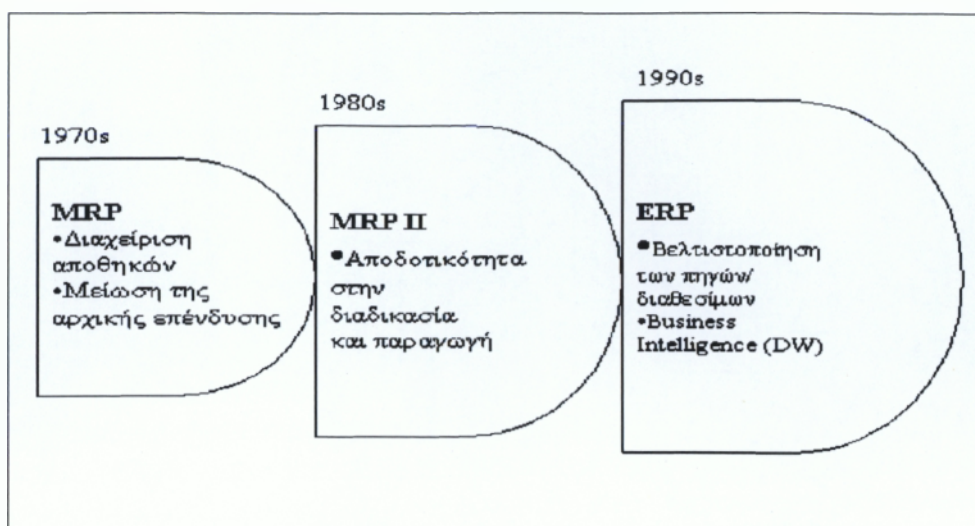 1970s
MRP
•Διαχείριση
αποθηκών
•Μείωση της
αρχικής επένδυσης
1980s
MRP II
•Αποδοτικότητα
στην
διαδικασία
και παραγωγή
1990s
ERP
•Βελτιστοποίηση
των πηγών/
διαθεσίμων
•Business
Intelligence (DW)